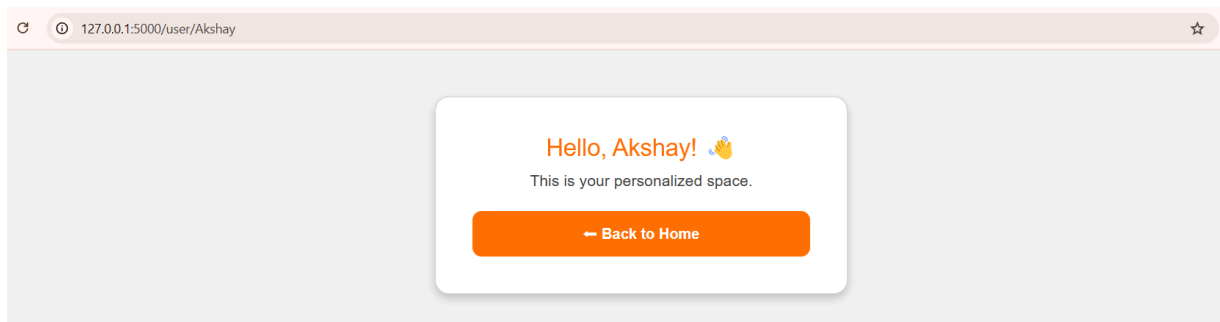 127.0.0.1:5000/user/Akshay
Hello, Akshay! 👋
This is your personalized space.
⬅ Back to Home